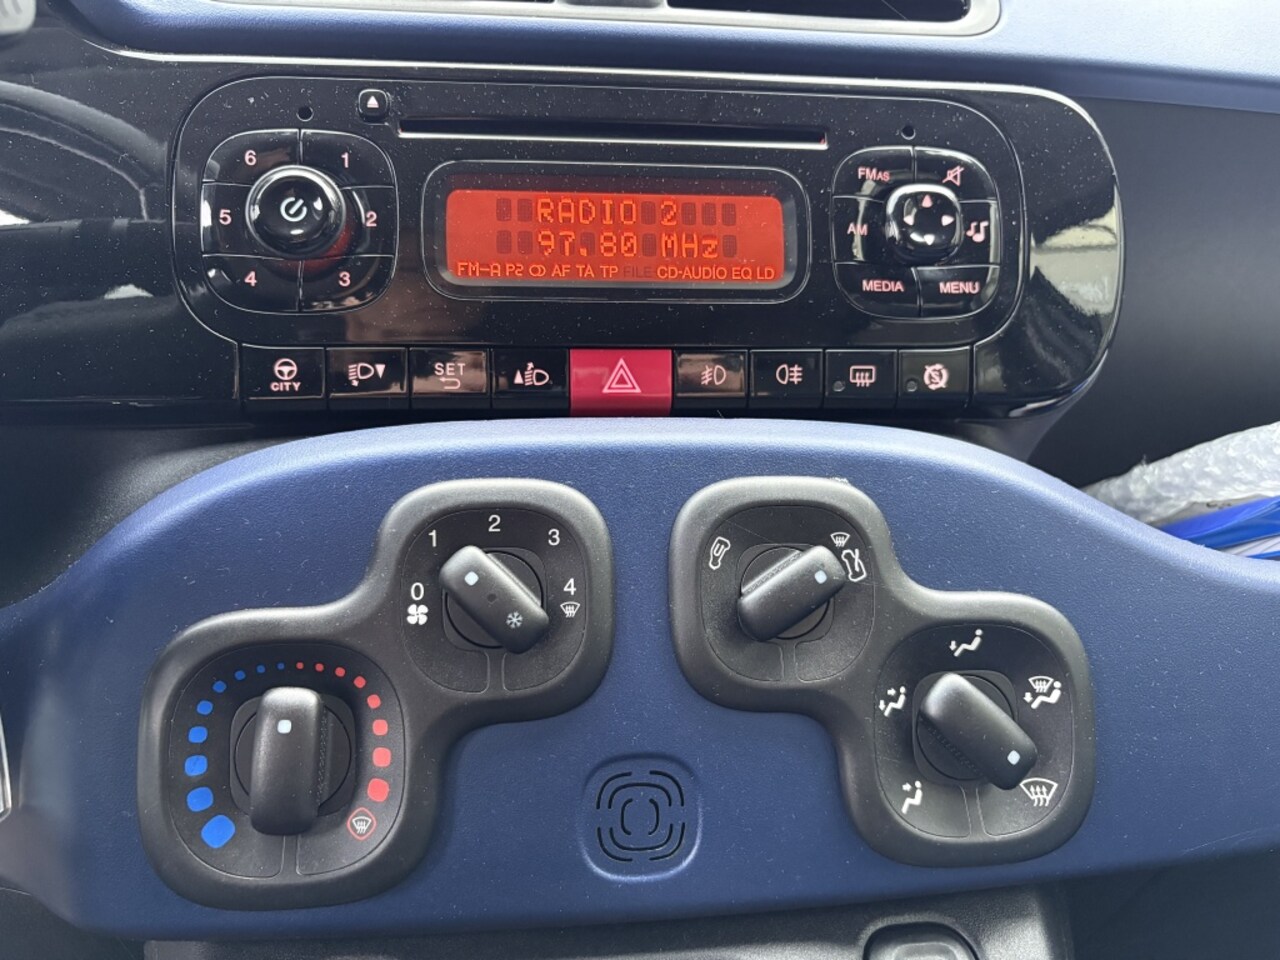 6 1
5 2
4 3
RADIO 2
97.80 MHz
FM-A P2 AF TA TP FILE CD-AUDIO EQ LD
FMAS
AM
MEDIA MENU
CITY
SET
0 1 2 3 4